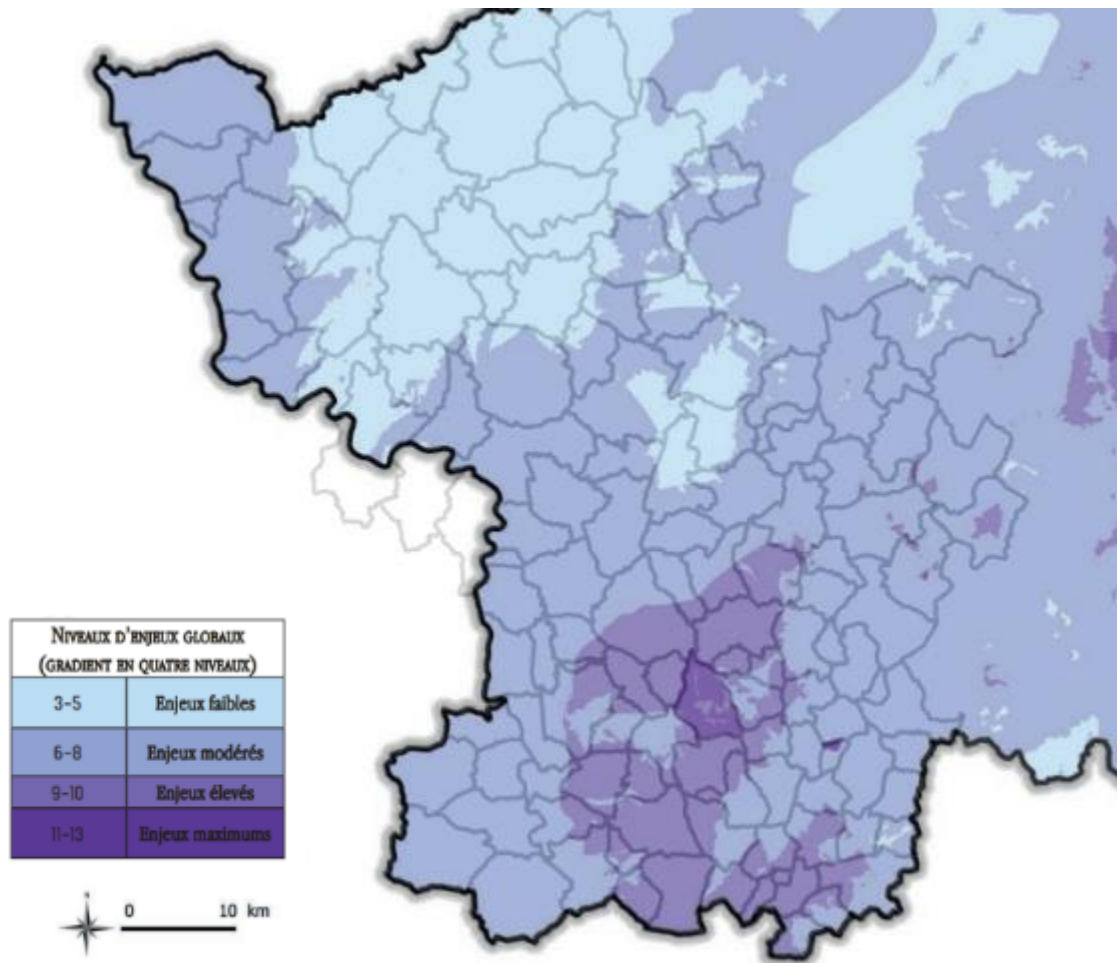 NIVEAUX D'ENJEUX GLOBAUX
(GRADIENT EN QUATRE NIVEAUX)
3-5 Enjeux faibles
6-8 Enjeux modérés
9-10 Enjeux élevés
11-13 Enjeux maximums
0 10 km